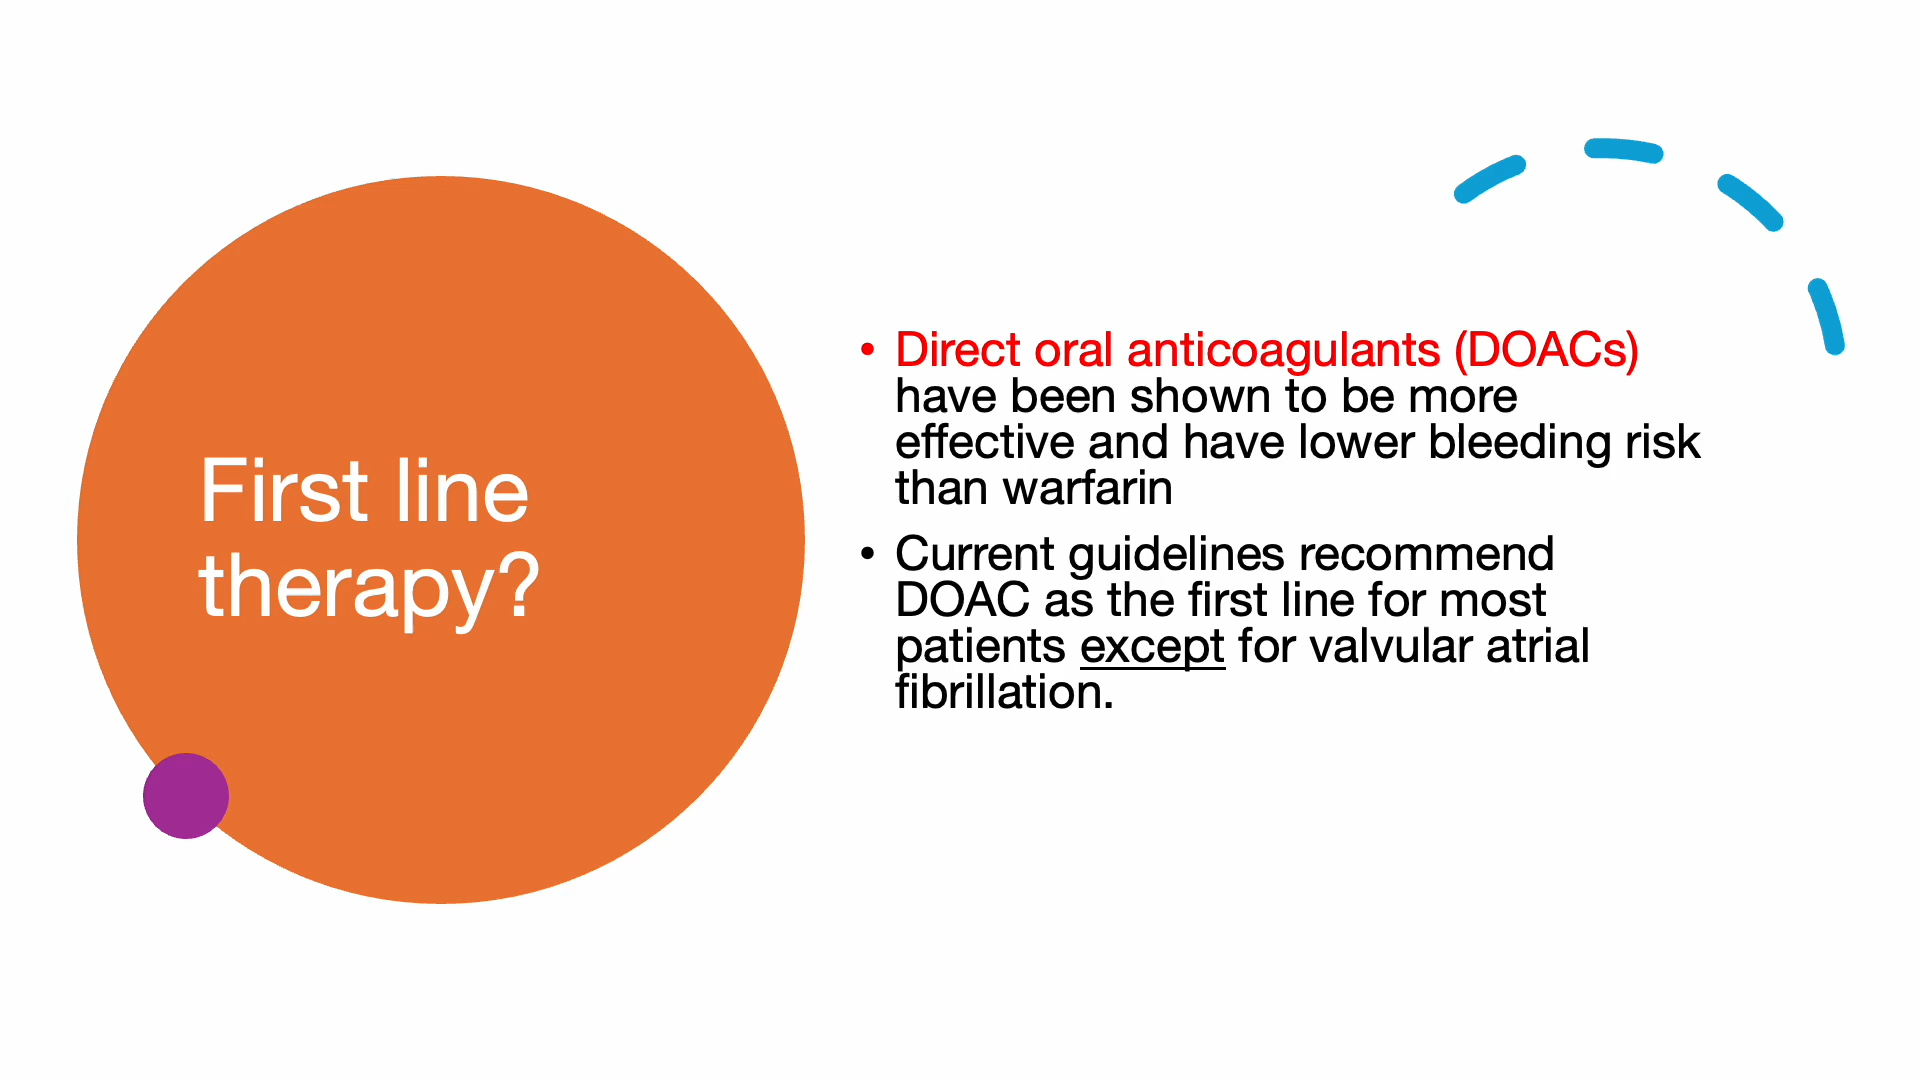 First line
therapy?
• Direct oral anticoagulants (DOACs)
have been shown to be more
effective and have lower bleeding risk
than warfarin
• Current guidelines recommend
DOAC as the first line for most
patients except for valvular atrial
fibrillation.